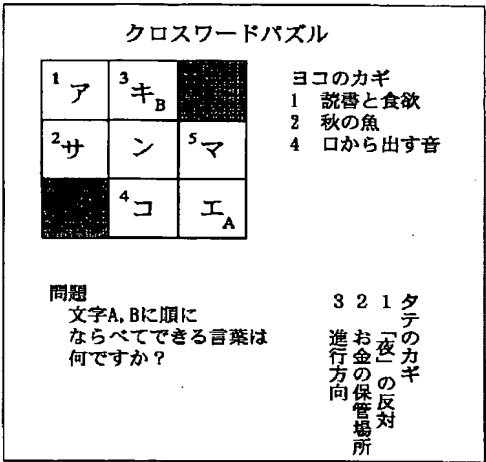 クロスワードパズル
1ア 3キB
2サ ン 5マ
4コ エA
ヨコのカギ
1 読書と食欲
2 秋の魚
4 口から出す音
問題
文字A,Bに順に
ならべてできる言葉は
何ですか？
タテのカギ
1 「夜」の反対
2 お金の保管場所
3 進行方向